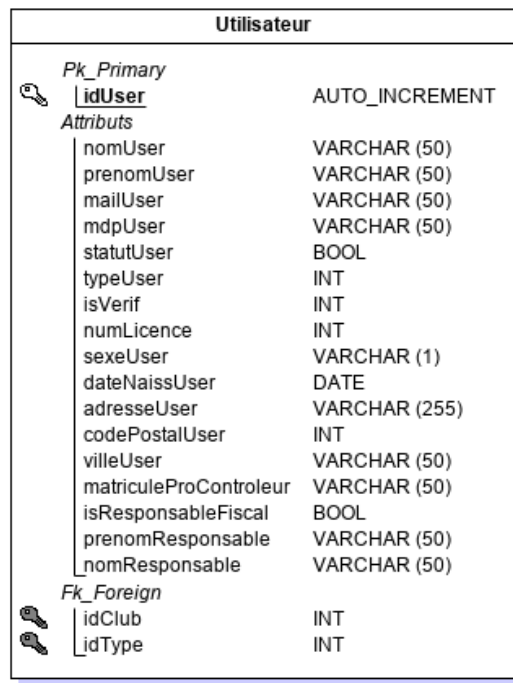 Utilisateur
Pk_Primary
idUser AUTO_INCREMENT
Attributs
nomUser VARCHAR (50)
prenomUser VARCHAR (50)
mailUser VARCHAR (50)
mdpUser VARCHAR (50)
statutUser BOOL
typeUser INT
isVerif INT
numLicence INT
sexeUser VARCHAR (1)
dateNaissUser DATE
adresseUser VARCHAR (255)
codePostalUser INT
villeUser VARCHAR (50)
matriculeProControleur VARCHAR (50)
isResponsableFiscal BOOL
prenomResponsable VARCHAR (50)
nomResponsable VARCHAR (50)
Fk_Foreign
idClub INT
idType INT